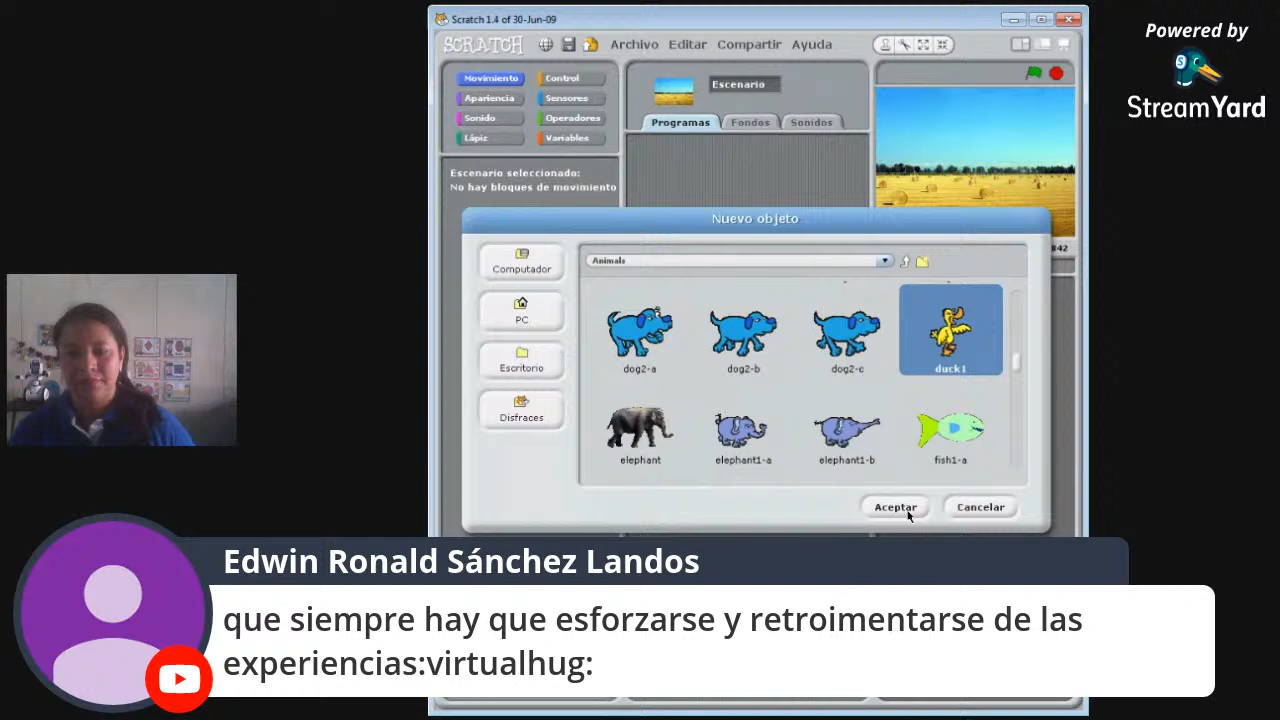 Scratch 1.4 of 30-Jun-09
SCRATCH
Archivo Editar Compartir Ayuda
Movimiento
Control
Apariencia
Sensores
Sonido
Operadores
Lápiz
Variables
Escenario
Programas
Fondos
Sonidos
Escenario seleccionado:
No hay bloques de movimiento
Nuevo objeto
Computador
PC
Escritorio
Disfraces
Animals
dog2-a
dog2-b
dog2-c
duck1
elephant
elephant1-a
elephant1-b
fish1-a
Aceptar
Cancelar
Powered by
S
StreamYard
Edwin Ronald Sánchez Landos
que siempre hay que esforzarse y retroimentarse de las
experiencias:virtualhug: